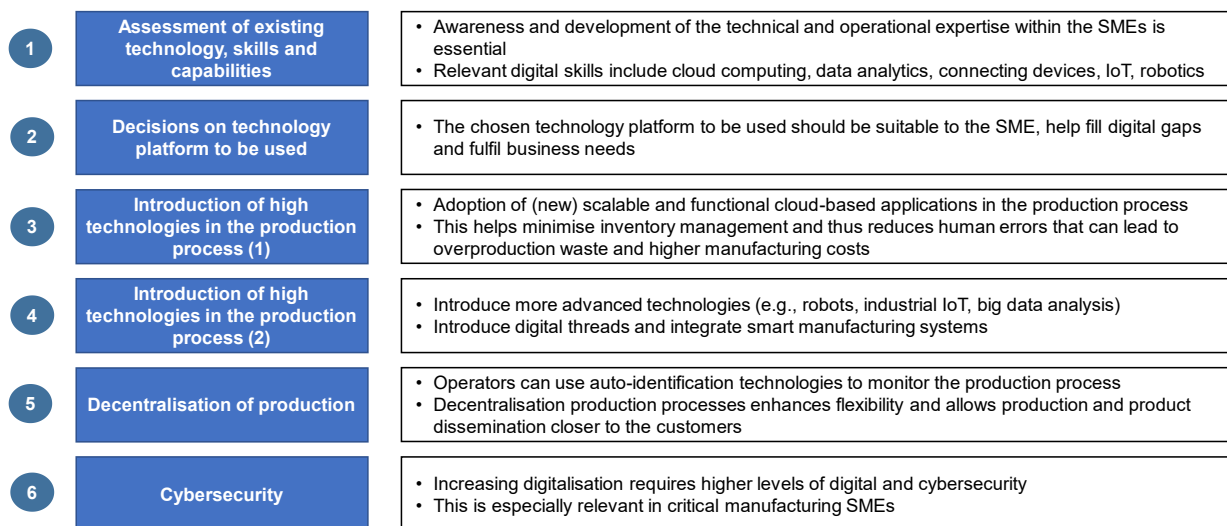 1
Assessment of existing
technology, skills and
capabilities
• Awareness and development of the technical and operational expertise within the SMEs is
essential
• Relevant digital skills include cloud computing, data analytics, connecting devices, IoT, robotics
2
Decisions on technology
platform to be used
• The chosen technology platform to be used should be suitable to the SME, help fill digital gaps
and fulfil business needs
3
Introduction of high
technologies in the production
process (1)
• Adoption of (new) scalable and functional cloud-based applications in the production process
• This helps minimise inventory management and thus reduces human errors that can lead to
overproduction waste and higher manufacturing costs
4
Introduction of high
technologies in the production
process (2)
• Introduce more advanced technologies (e.g., robots, industrial IoT, big data analysis)
• Introduce digital threads and integrate smart manufacturing systems
5
Decentralisation of production
• Operators can use auto-identification technologies to monitor the production process
• Decentralisation production processes enhances flexibility and allows production and product
dissemination closer to the customers
6
Cybersecurity
• Increasing digitalisation requires higher levels of digital and cybersecurity
• This is especially relevant in critical manufacturing SMEs